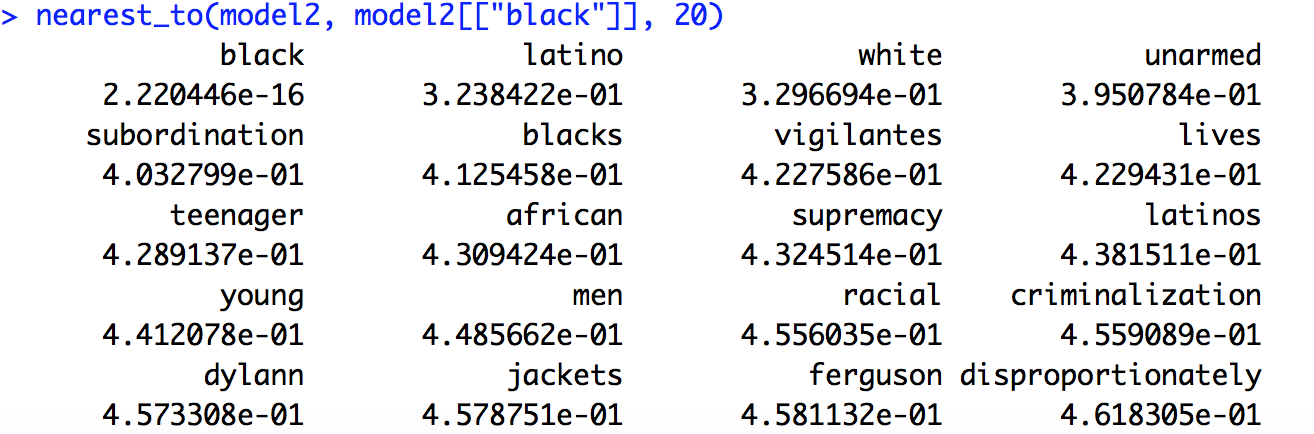 > nearest_to(model2, model2[["black"]], 20)
black latino white unarmed
2.220446e-16 3.238422e-01 3.296694e-01 3.950784e-01
subordination blacks vigilantes lives
4.032799e-01 4.125458e-01 4.227586e-01 4.229431e-01
teenager african supremacy latinos
4.289137e-01 4.309424e-01 4.324514e-01 4.381511e-01
young men racial criminalization
4.412078e-01 4.485662e-01 4.556035e-01 4.559089e-01
dylann jackets ferguson disproportionately
4.573308e-01 4.578751e-01 4.581132e-01 4.618305e-01